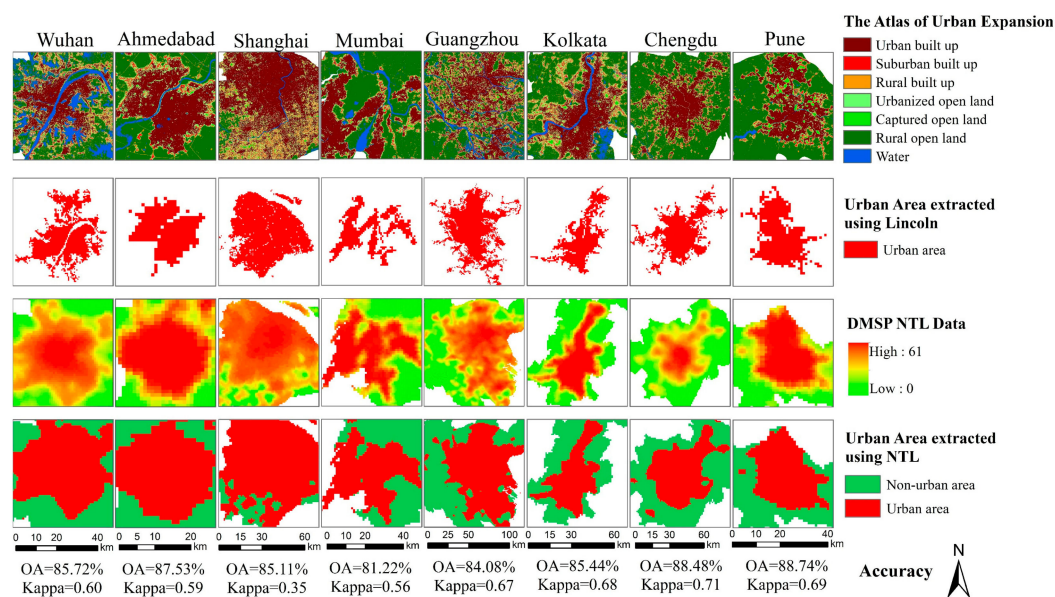 The Atlas of Urban Expansion
Wuhan Ahmedabad Shanghai Mumbai Guangzhou Kolkata Chengdu Pune
Urban built up
Suburban built up
Rural built up
Urbanized open land
Captured open land
Rural open land
Water
Urban Area extracted
using Lincoln
Urban area
DMSP NTL Data
High : 61
Low : 0
Urban Area extracted
using NTL
Non-urban area
Urban area
0 20 40 km
0 5 10 20 km
0 15 30 60 km
0 10 20 40 km
0 25 50 100 km
0 15 30 60 km
0 15 30 60 km
0 10 20 40 km
OA=85.72% OA=87.53% OA=85.11% OA=81.22% OA=84.08% OA=85.44% OA=88.48% OA=88.74%
Kappa=0.60 Kappa=0.59 Kappa=0.35 Kappa=0.56 Kappa=0.67 Kappa=0.68 Kappa=0.71 Kappa=0.69
Accuracy
N